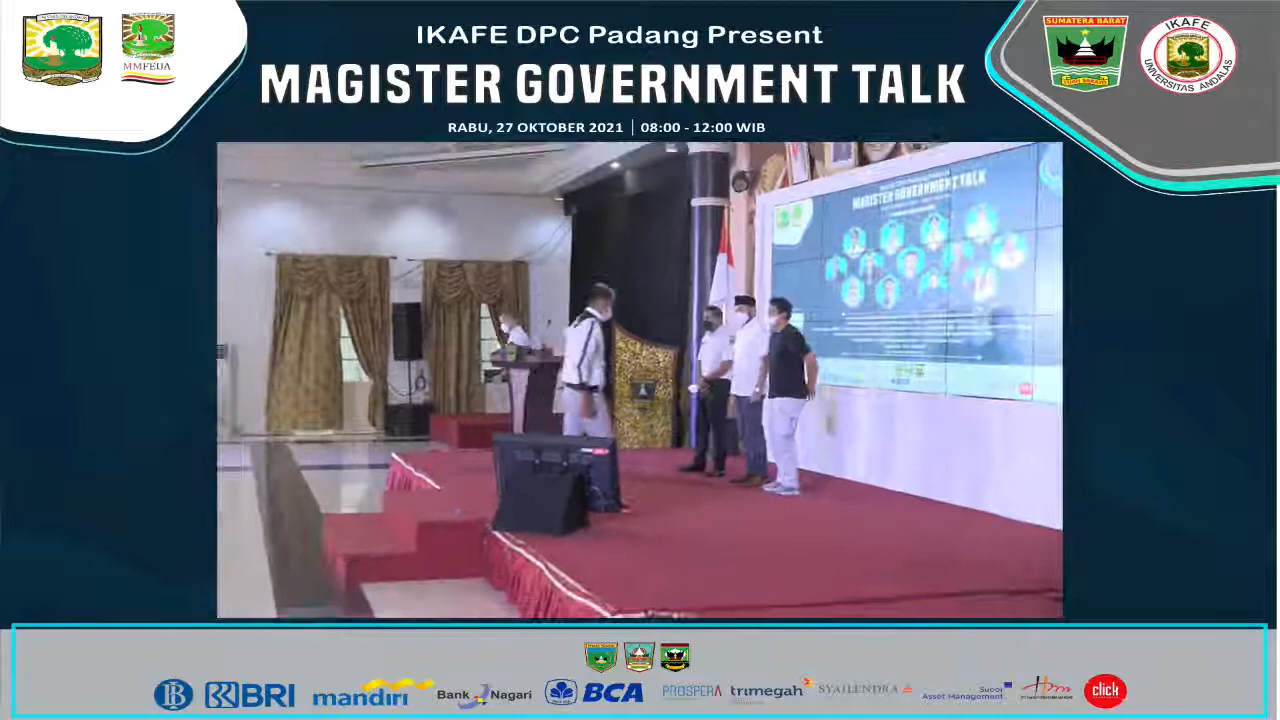 IKAFE DPC Padang Present
MAGISTER GOVERNMENT TALK
RABU, 27 OKTOBER 2021 | 08:00 - 12:00 WIB
MMFEUA
SUMATERA BARAT
IKAFE
UNIVERSITAS ANDALAS
MAGISTER GOVERNMENT TALK
BRI
mandiri
Bank Nagari
BCA
PROSPERA
trimegah
SYAILENDRA
Sucor
Asset Management
click